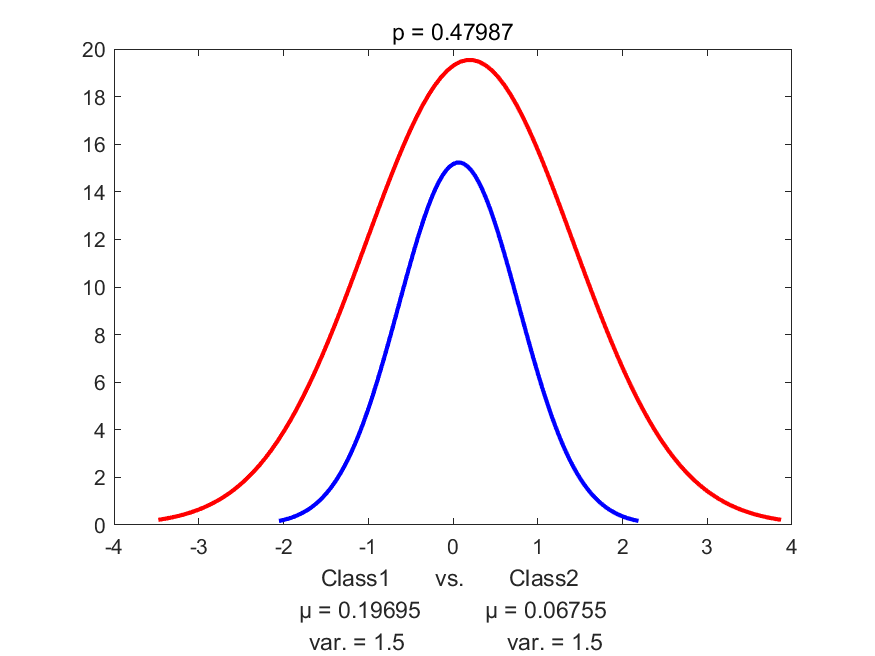 p = 0.47987
20
18
16
14
12
10
8
6
4
2
0
-4 -3 -2 -1 0 1 2 3 4
Class1 vs. Class2
μ = 0.19695 μ = 0.06755
var. = 1.5 var. = 1.5